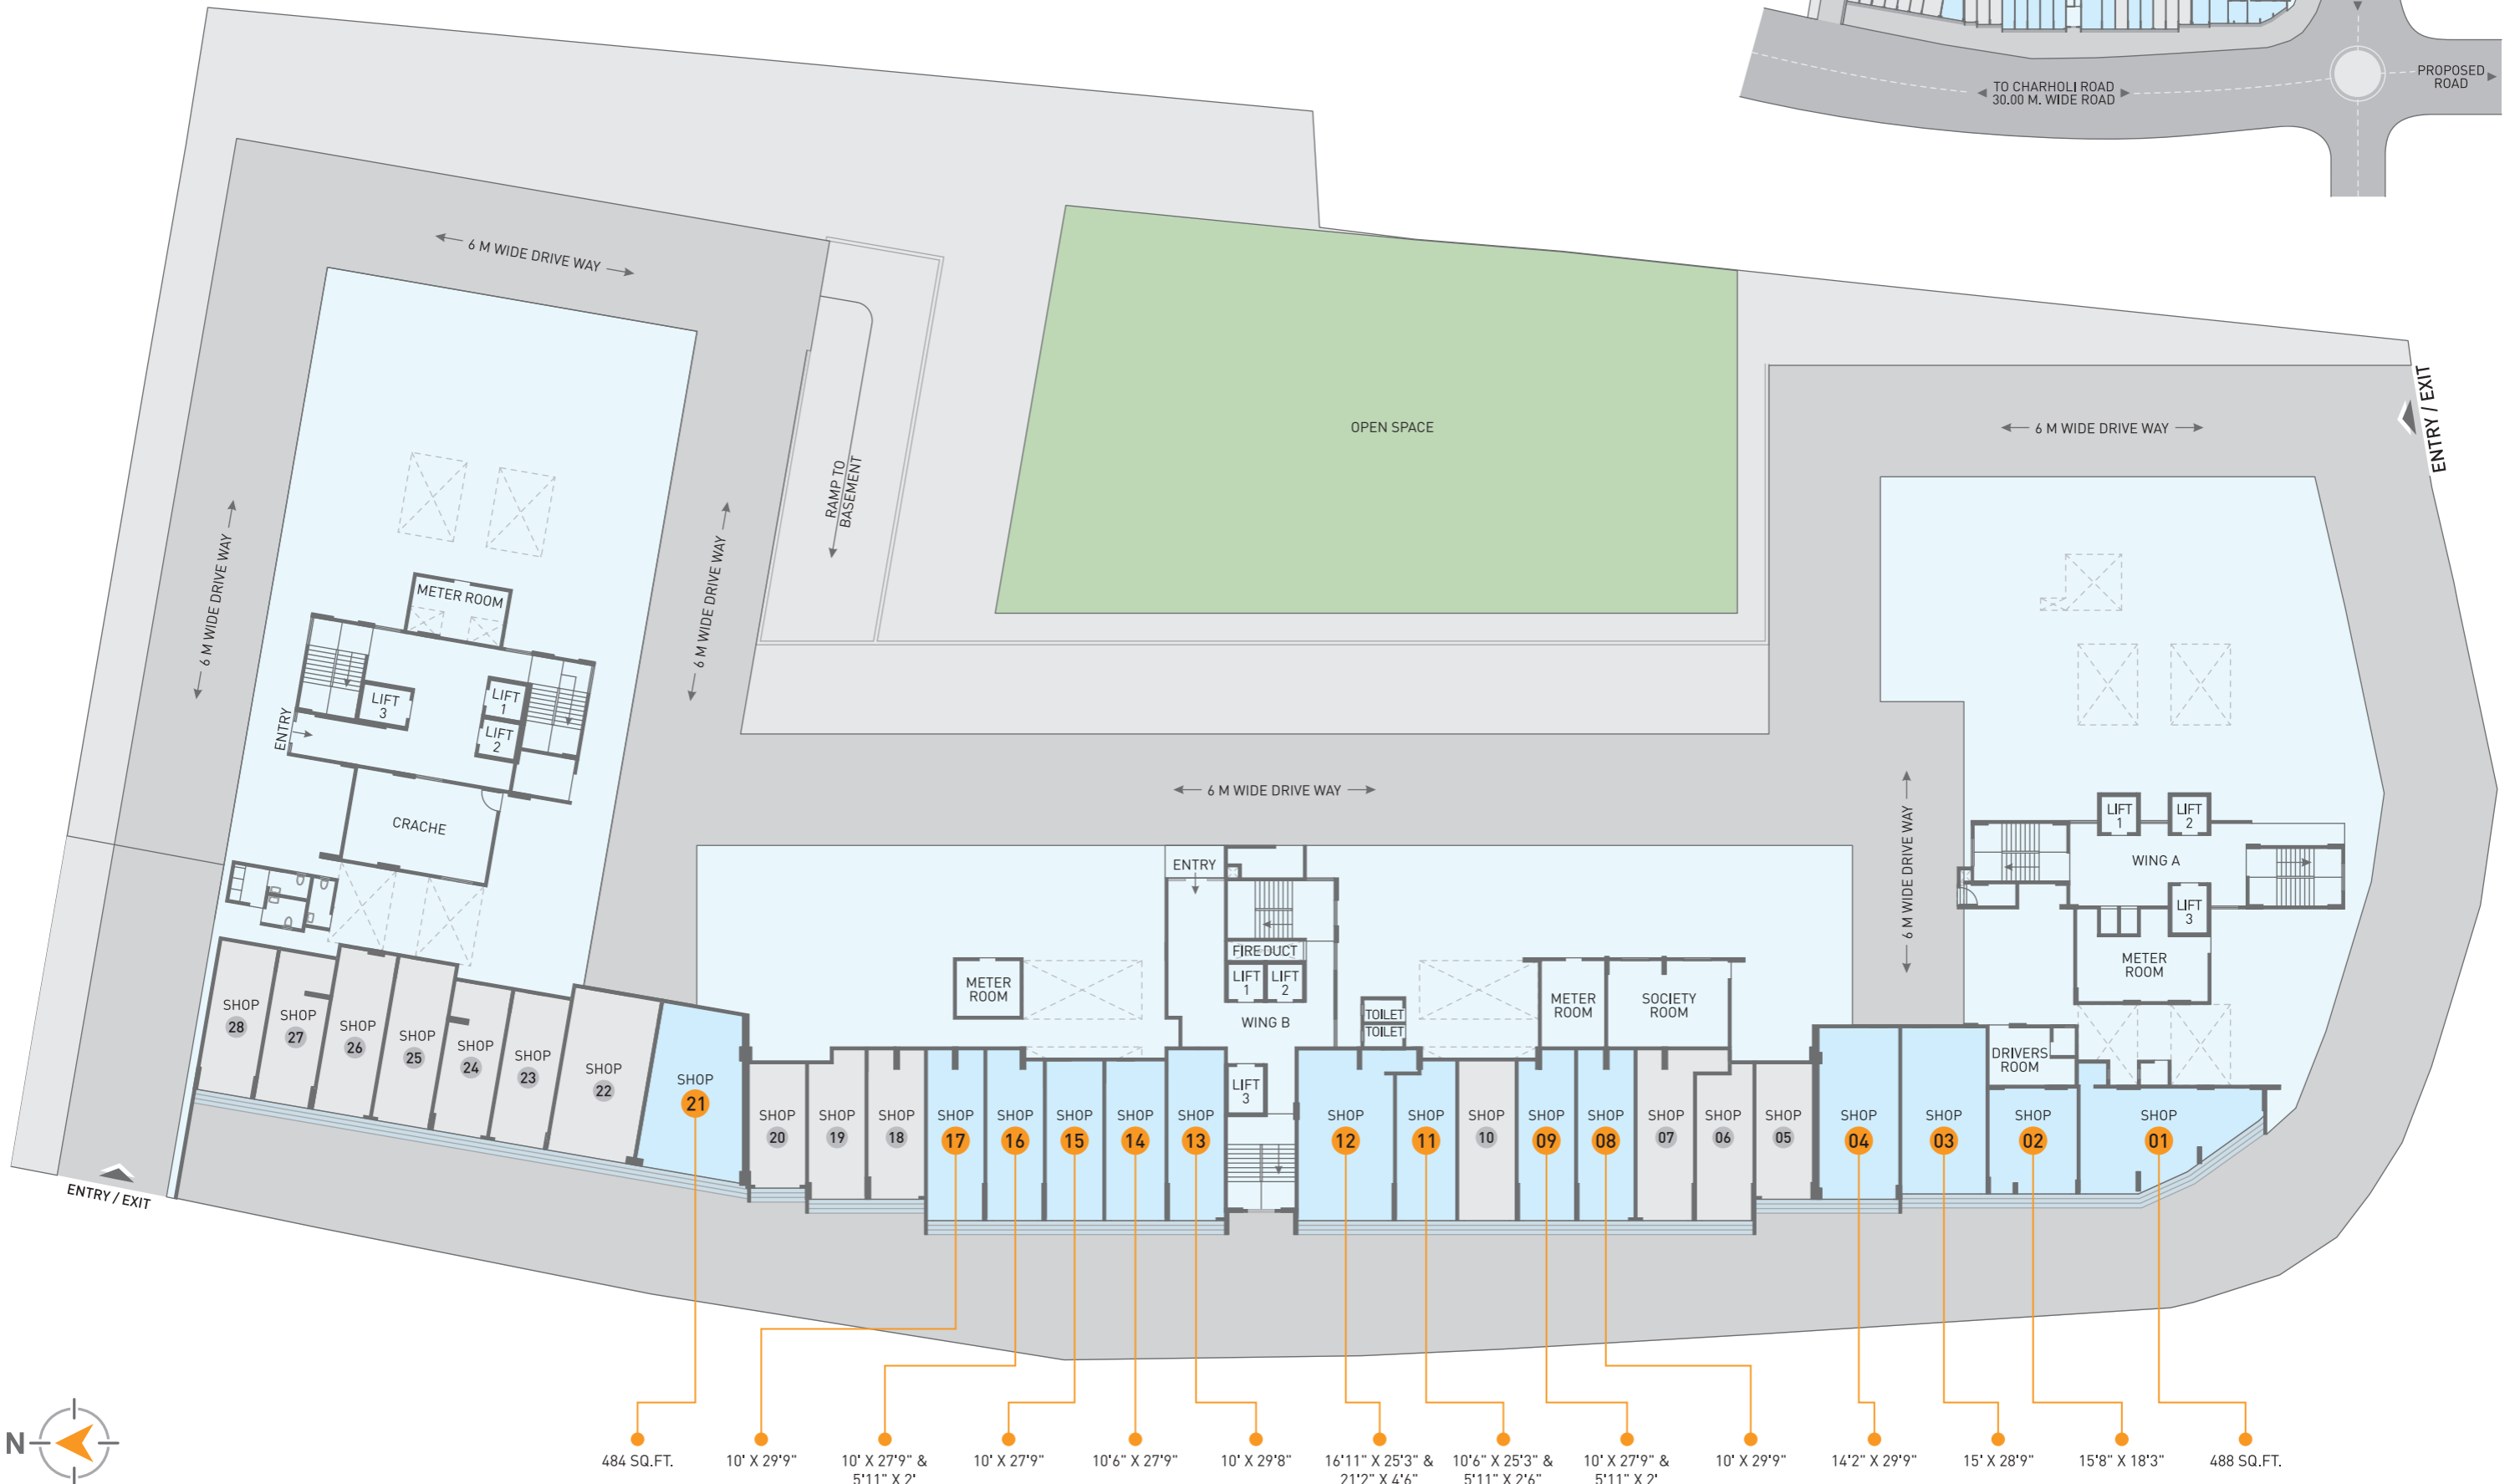 TO CHARHOLI ROAD
30.00 M. WIDE ROAD
PROPOSED
ROAD
6 M WIDE DRIVE WAY
OPEN SPACE
ENTRY / EXIT
6 M WIDE DRIVE WAY
RAMP TO
BASEMENT
6 M WIDE DRIVE WAY
6 M WIDE DRIVE WAY
METER ROOM
LIFT
3
LIFT
1
LIFT
2
ENTRY
CRACHE
6 M WIDE DRIVE WAY
6 M WIDE DRIVE WAY
LIFT
1
LIFT
2
WING A
LIFT
3
METER
ROOM
DRIVERS
ROOM
ENTRY
FIRE DUCT
LIFT
1
LIFT
2
WING B
LIFT
3
METER
ROOM
TOILET
TOILET
METER
ROOM
SOCIETY
ROOM
SHOP
28
SHOP
27
SHOP
26
SHOP
25
SHOP
24
SHOP
23
SHOP
22
SHOP
21
SHOP
20
SHOP
19
SHOP
18
SHOP
17
SHOP
16
SHOP
15
SHOP
14
SHOP
13
SHOP
12
SHOP
11
SHOP
10
SHOP
09
SHOP
08
SHOP
07
SHOP
06
SHOP
05
SHOP
04
SHOP
03
SHOP
02
SHOP
01
ENTRY / EXIT
N
484 SQ.FT.
10' X 29'9"
10' X 27'9" &
5'11" X 2'
10' X 27'9"
10'6" X 27'9"
10' X 29'8"
16'11" X 25'3" &
21'2" X 4'6"
10'6" X 25'3" &
5'11" X 2'6"
10' X 27'9" &
5'11" X 2'
10' X 29'9"
14'2" X 29'9"
15' X 28'9"
15'8" X 18'3"
488 SQ.FT.